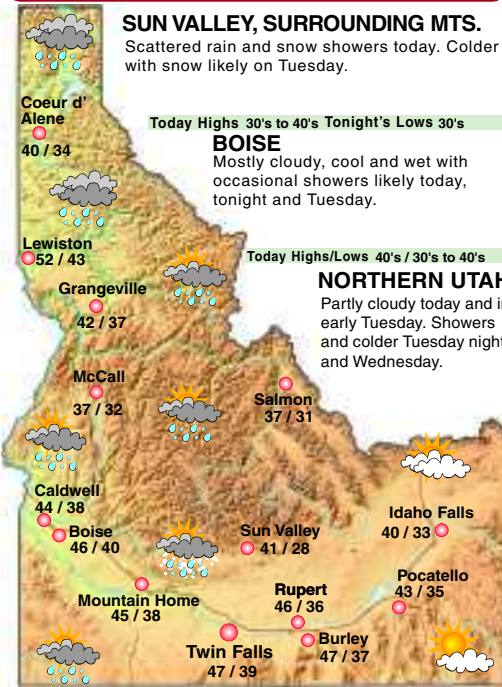 SUN VALLEY, SURROUNDING MTS.
Scattered rain and snow showers today. Colder
with snow likely on Tuesday.
Today Highs 30's to 40's Tonight's Lows 30's
BOISE
Mostly cloudy, cool and wet with
occasional showers likely today,
tonight and Tuesday.
Today Highs/Lows 40's / 30's to 40's
NORTHERN UTAH
Partly cloudy today and
early Tuesday. Showers
and colder Tuesday night
and Wednesday.
Coeur d'
Alene
40 / 34
Lewiston
52 / 43
Grangeville
42 / 37
McCall
37 / 32
Salmon
37 / 31
Caldwell
44 / 38
Boise
46 / 40
Sun Valley
41 / 28
Idaho Falls
40 / 33
Mountain Home
45 / 38
Rupert
46 / 36
Pocatello
43 / 35
Twin Falls
47 / 39
Burley
47 / 37